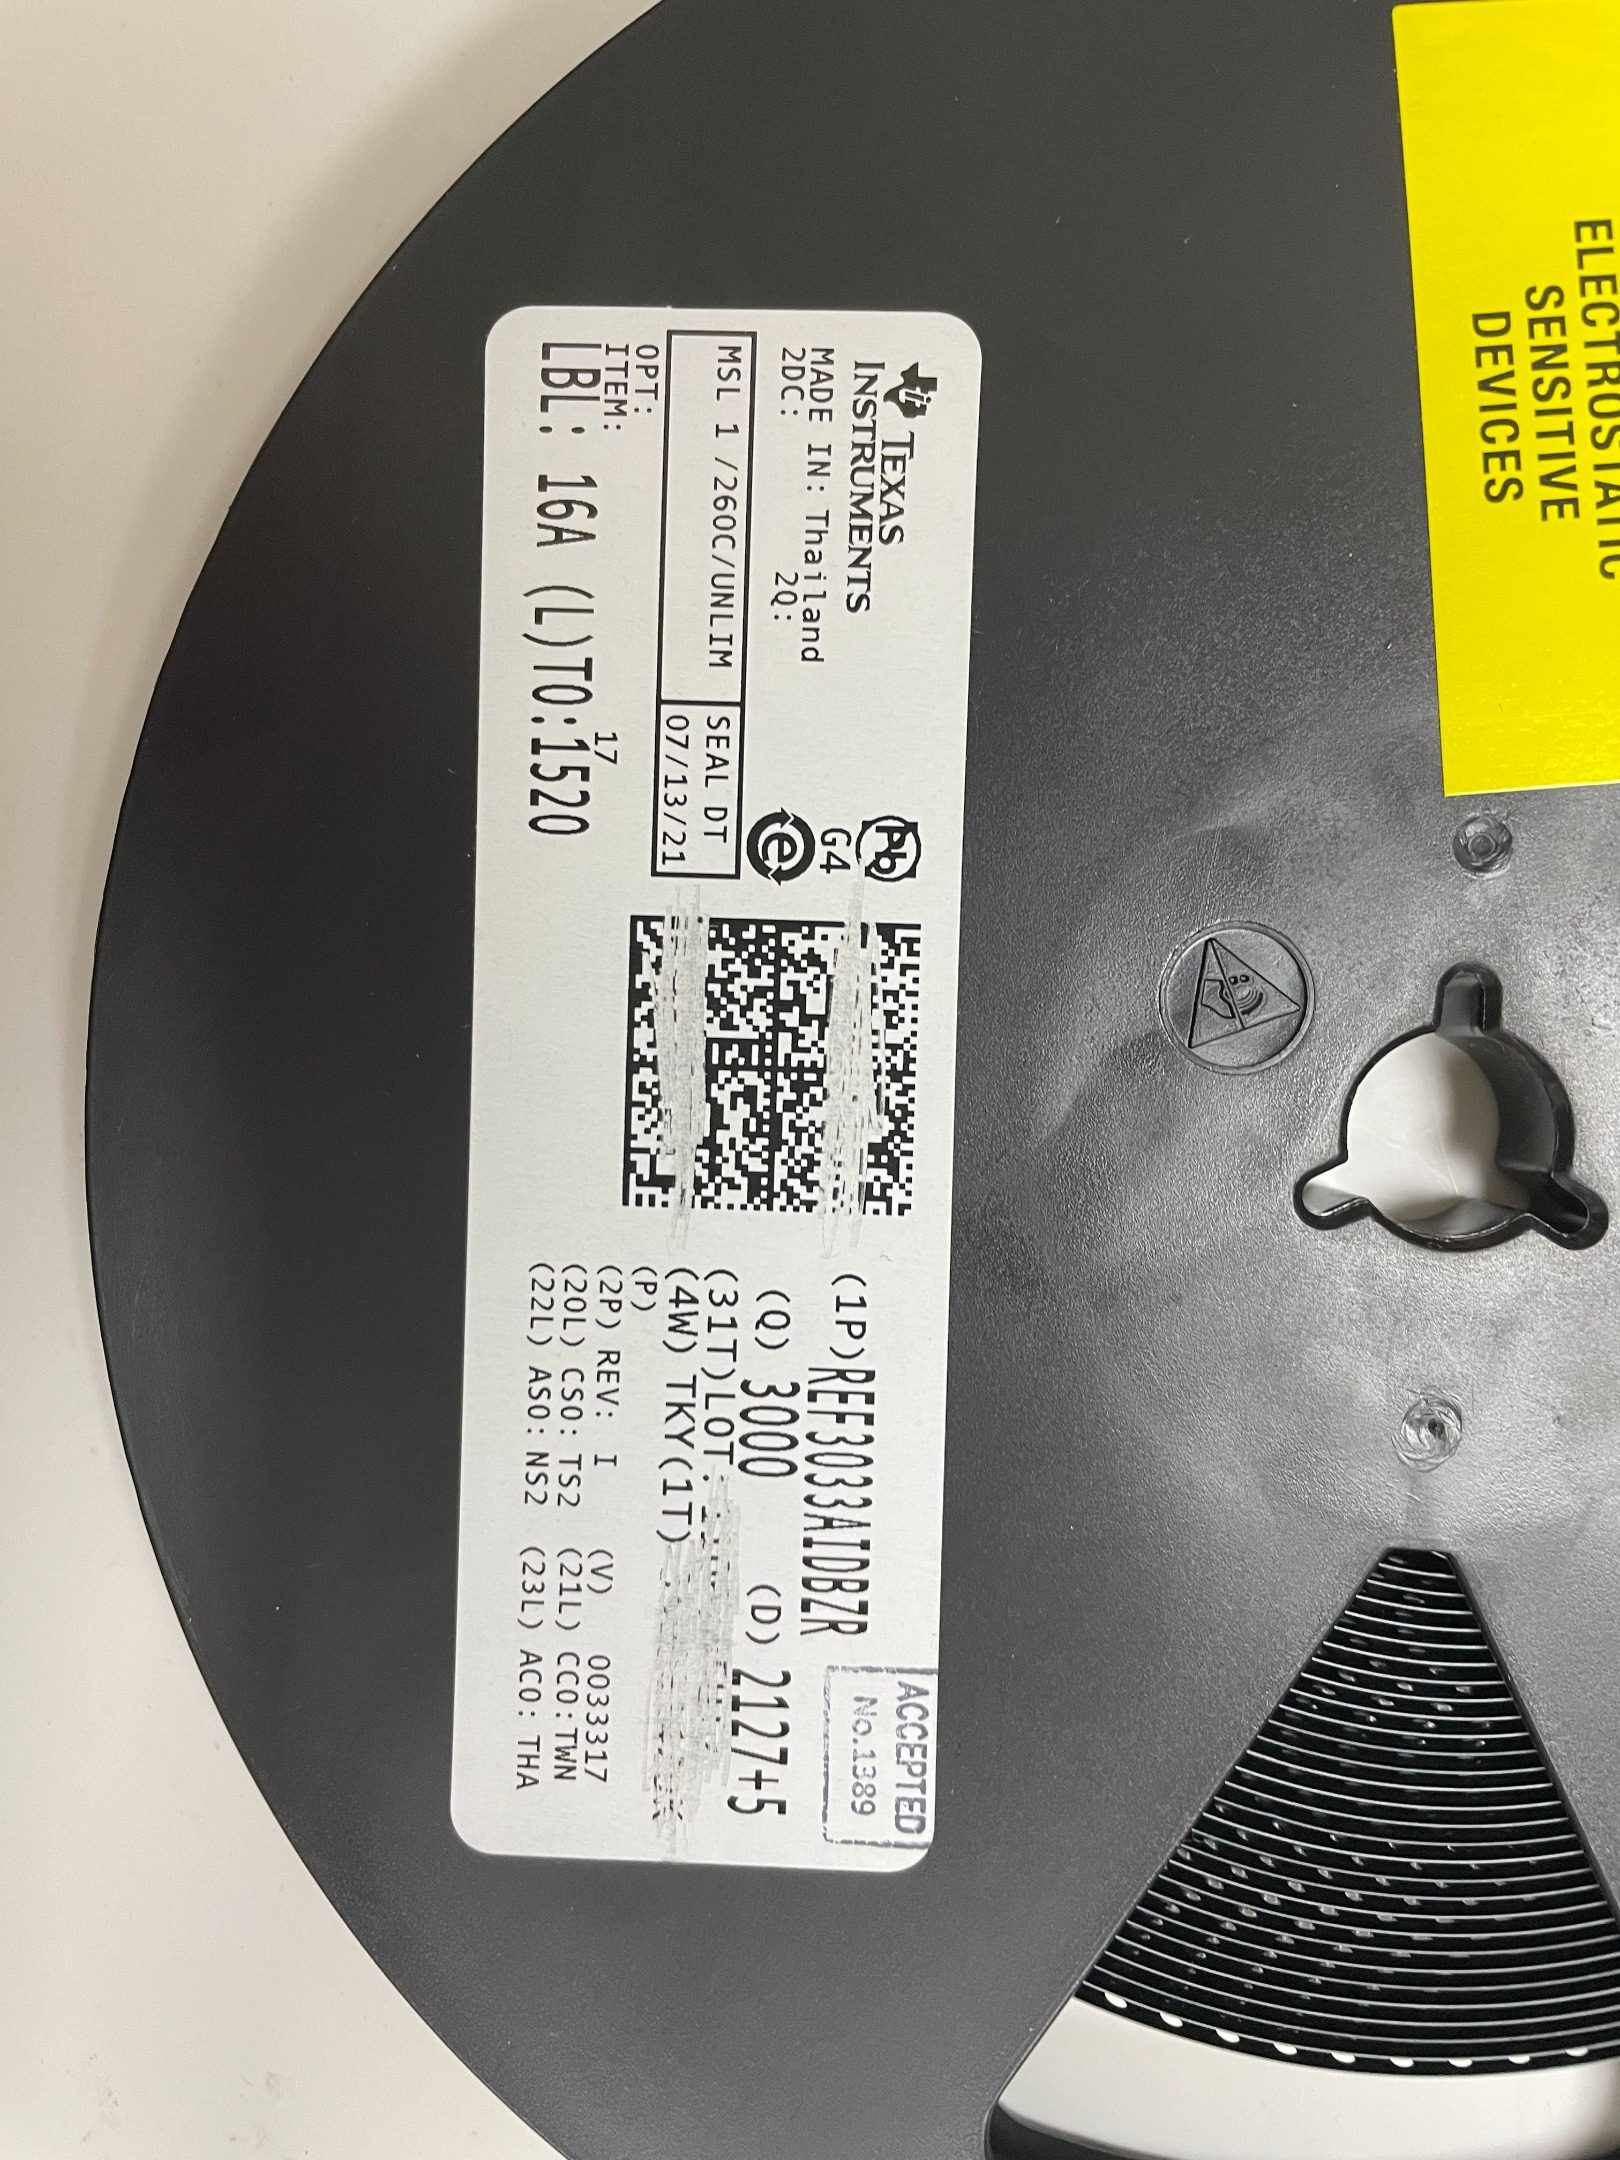 TEXAS
INSTRUMENTS
MADE IN: Thailand
2DC: 2Q:
MSL 1 /260C/UNLIM
SEAL DT
07/13/21
OPT:
ITEM:
17
LBL: 16A (L)TO:1520
Pb
G4
e
(1P)REF3033AIDBZR
(Q) 3000 (D) 2127+5
(31T)LOT:
(4W) TKY(1T)
(P)
(2P) REV: I (V) 0033317
(20L) CSO: TS2 (21L) CCO:TWN
(22L) ASO: NS2 (23L) ACO: THA
ACCEPTED
No.1389
ELECTROSTATIC
SENSITIVE
DEVICES